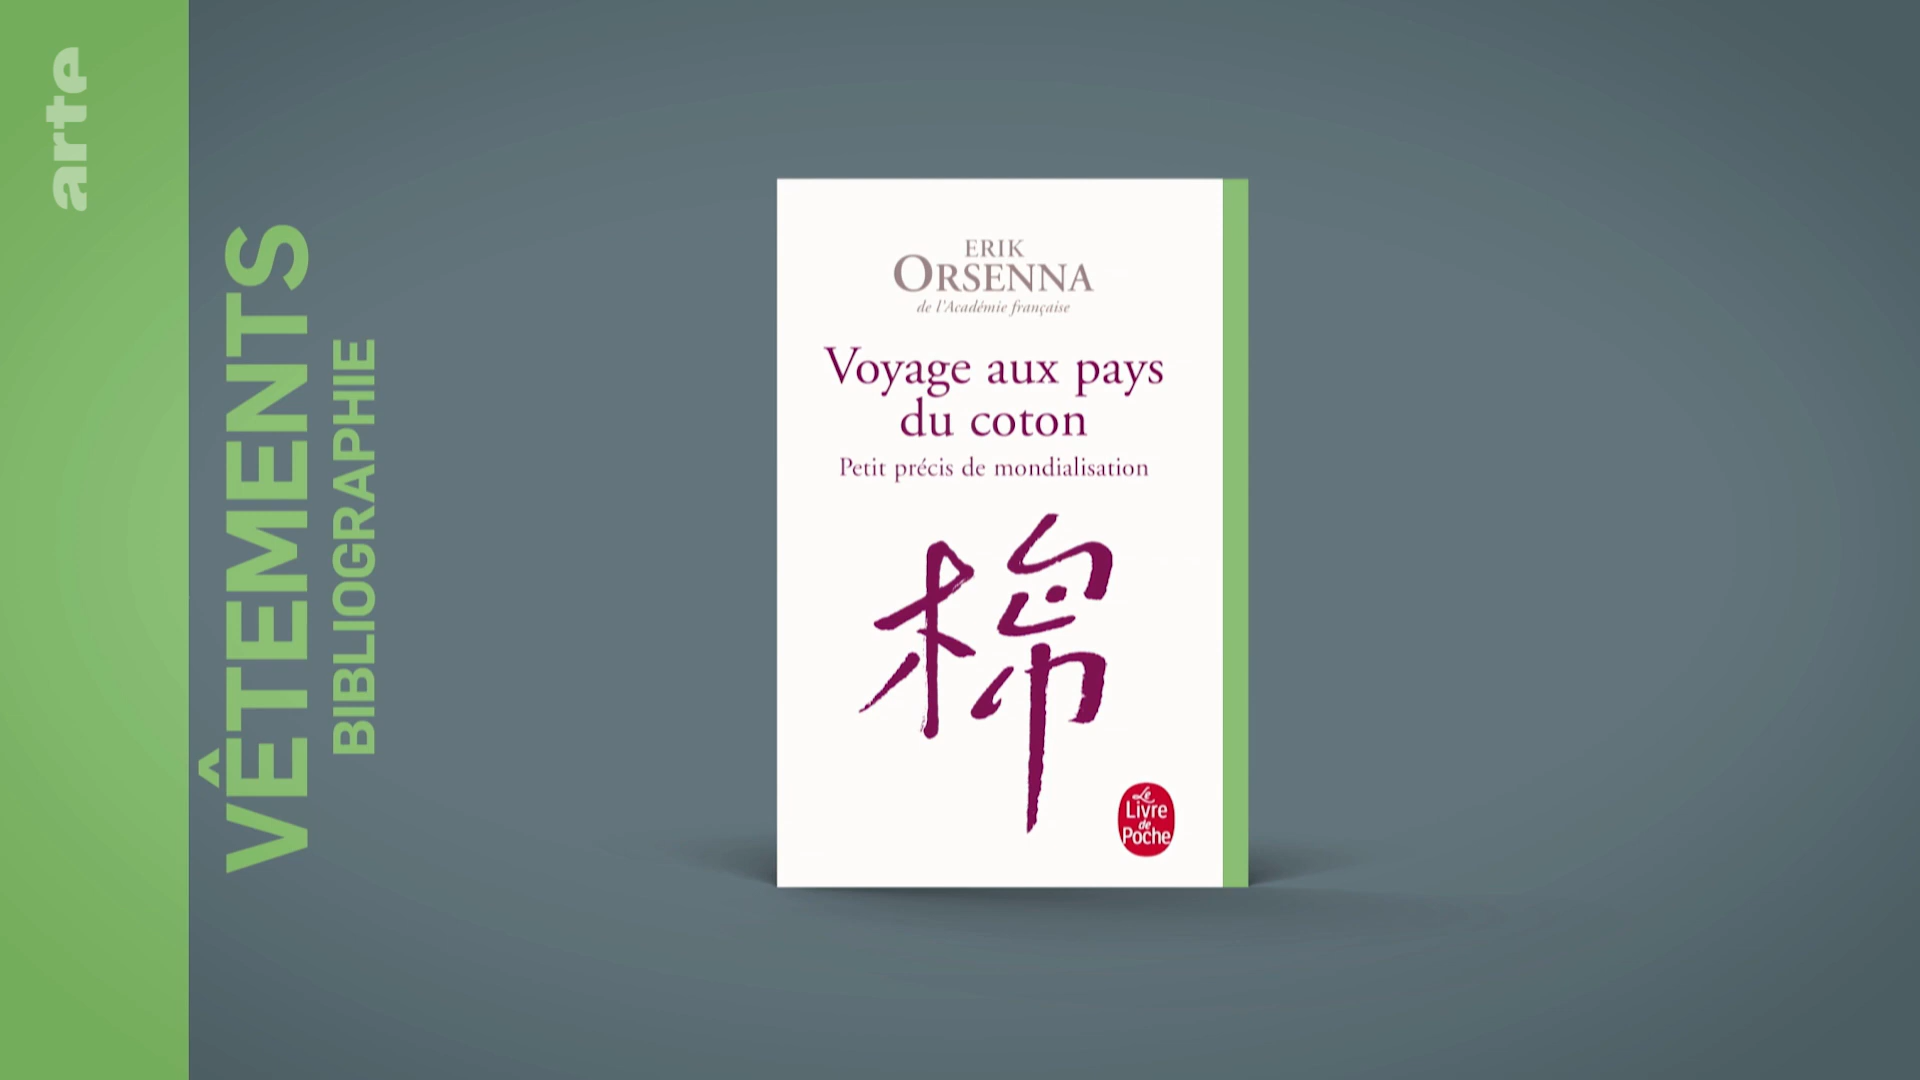 arte
VÊTEMENTS
BIBLIOGRAPHIE
ERIK
ORSENNA
de l'Académie française
Voyage aux pays
du coton
Petit précis de mondialisation
棉
Le
Livre
de
Poche